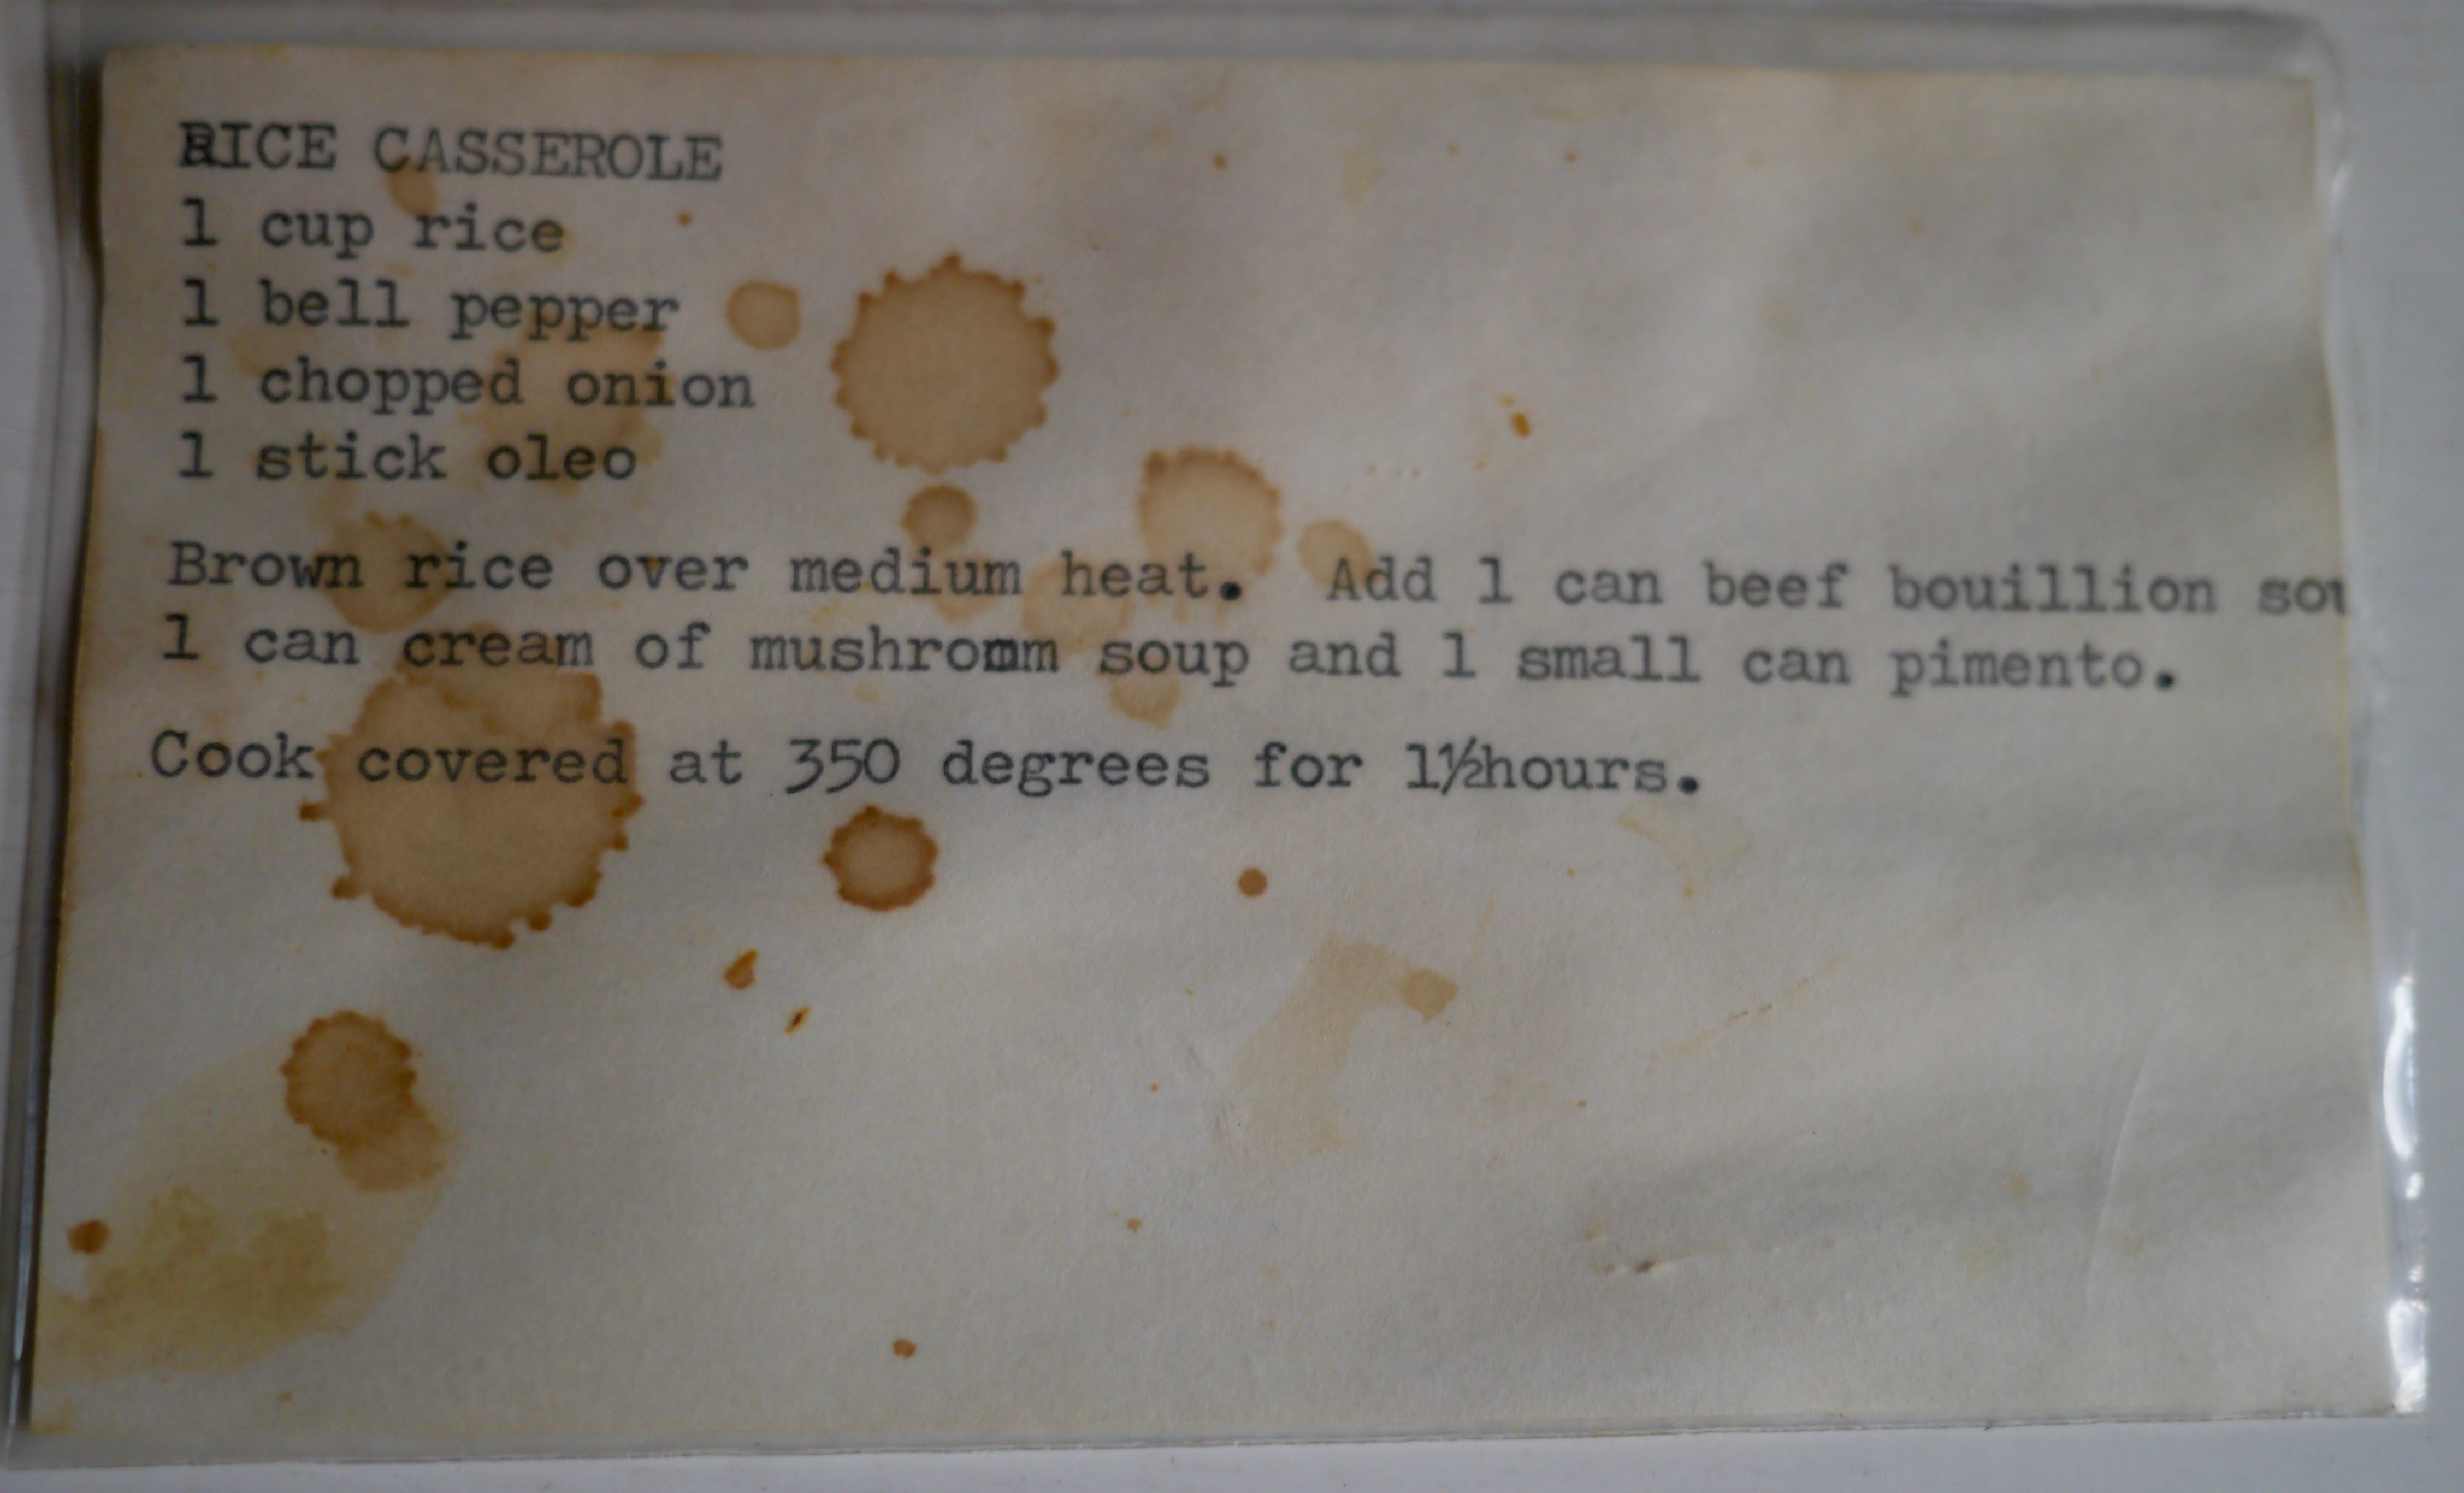 RICE CASSEROLE
1 cup rice
1 bell pepper
1 chopped onion
1 stick oleo
Brown rice over medium heat. Add 1 can beef bouillion sou
1 can cream of mushromm soup and 1 small can pimento.
Cook covered at 350 degrees for 1½hours.